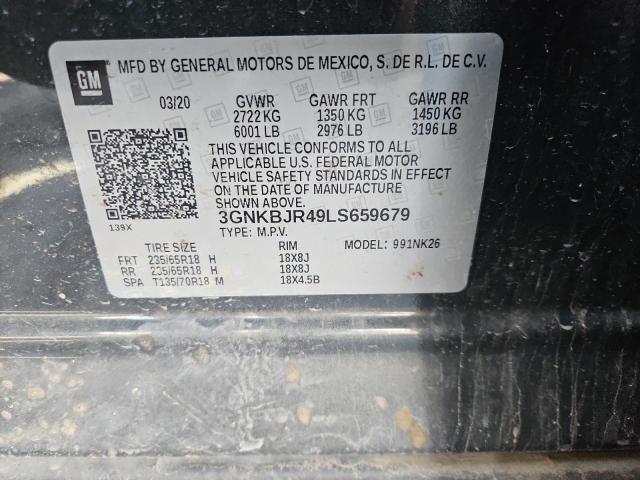 GM
MFD BY GENERAL MOTORS DE MEXICO, S. DE R.L. DE C.V.
03/20 GVWR GAWR FRT GAWR RR
2722 KG 1350 KG 1450 KG
6001 LB 2976 LB 3196 LB
THIS VEHICLE CONFORMS TO ALL
APPLICABLE U.S. FEDERAL MOTOR
VEHICLE SAFETY STANDARDS IN EFFECT
ON THE DATE OF MANUFACTURE
SHOWN ABOVE.
3GNKBJR49LS659679
139X TYPE: M.P.V. MODEL: 991NK26
TIRE SIZE RIM
FRT 235/65R18 H 18X8J
RR 235/65R18 H 18X8J
SPA T135/70R18 M 18X4.5B